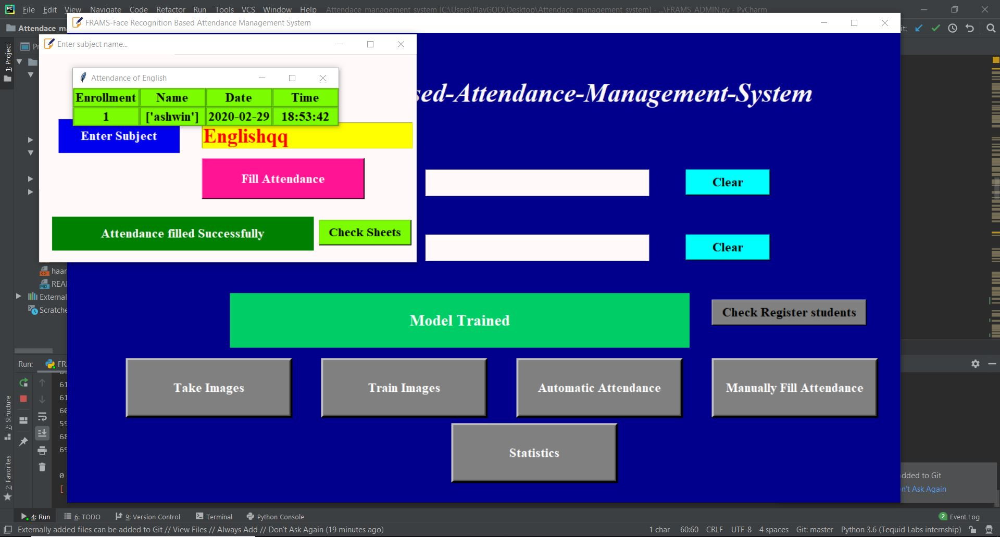 File Edit View Navigate Code Refactor Run Tools VCS Window Help Attendace_management_system [C:\Users\PlayGOD\Desktop\Attendace_management_system] - ...\FRAMS_ADMIN.py - PyCharm
FRAMS-Face Recognition Based Attendance Management System
Attendace_m
it:
Enter subject name...
1: Project
Attendance of English
Enrollment Name Date Time
1 ['ashwin'] 2020-02-29 18:53:42
sed-Attendance-Management-System
Enter Subject Englishqq
Fill Attendance
Clear
Attendance filled Successfully Check Sheets
Clear
haar
REA
External
Scratche
Model Trained
Check Register students
Run: FR
Take Images Train Images Automatic Attendance Manually Fill Attendance
61
61
60
59
68
69
Statistics
0
[
7: Structure
2: Favorites
dded to Git
n't Ask Again
4: Run 6: TODO 9: Version Control Terminal Python Console 2 Event Log
Externally added files can be added to Git // View Files // Always Add // Don't Ask Again (19 minutes ago) 1 char 60:60 CRLF UTF-8 4 spaces Git: master Python 3.6 (Tequid Labs internship)